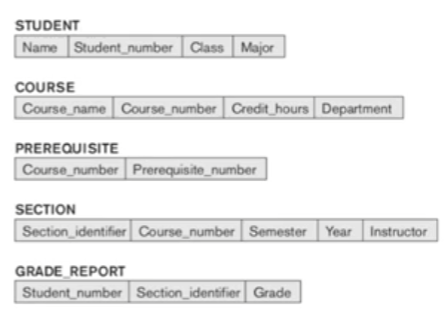 STUDENT
Name Student_number Class Major
COURSE
Course_name Course_number Credit_hours Department
PREREQUISITE
Course_number Prerequisite_number
SECTION
Section_identifier Course_number Semester Year Instructor
GRADE_REPORT
Student_number Section_identifier Grade